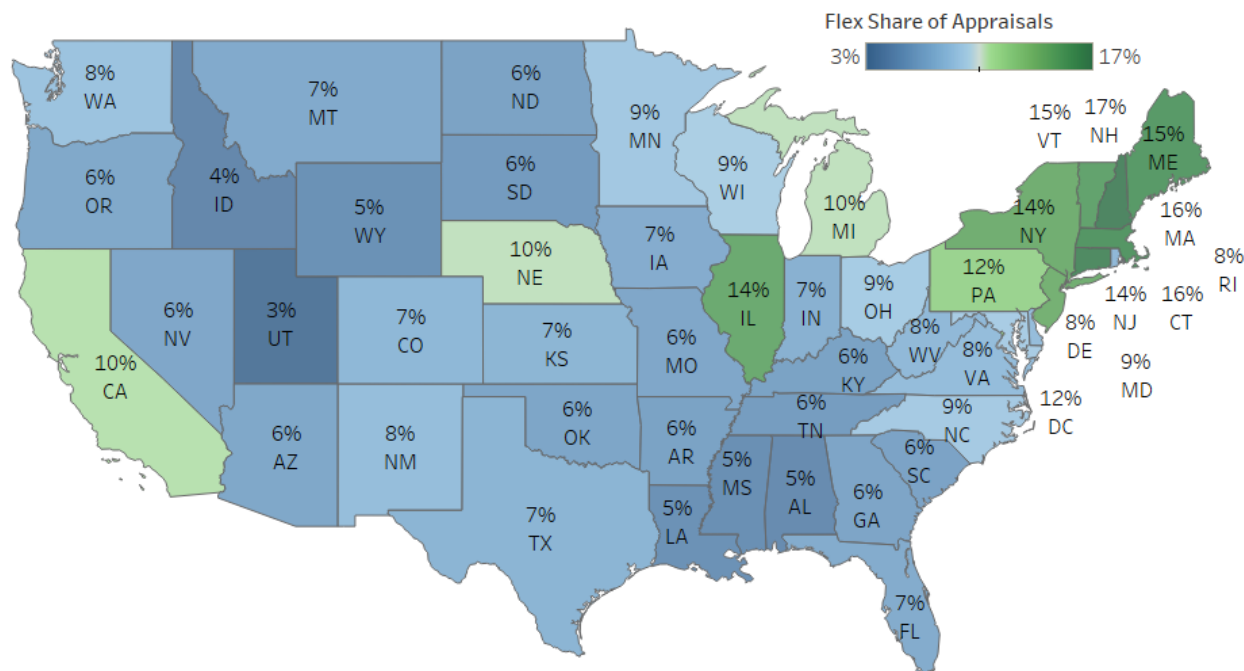 Flex Share of Appraisals
3%
17%
8%
WA
7%
MT
6%
ND
9%
MN
6%
OR
4%
ID
5%
WY
6%
SD
9%
WI
10%
MI
15%
VT
17%
NH
15%
ME
14%
NY
16%
MA
8%
RI
10%
CA
6%
NV
3%
UT
7%
CO
10%
NE
7%
IA
14%
IL
7%
IN
9%
OH
12%
PA
14%
NJ
16%
CT
8%
DE
9%
MD
12%
DC
7%
KS
6%
MO
6%
KY
8%
WV
8%
VA
6%
AZ
8%
NM
6%
OK
6%
AR
6%
TN
9%
NC
6%
SC
7%
TX
5%
LA
5%
MS
5%
AL
6%
GA
7%
FL